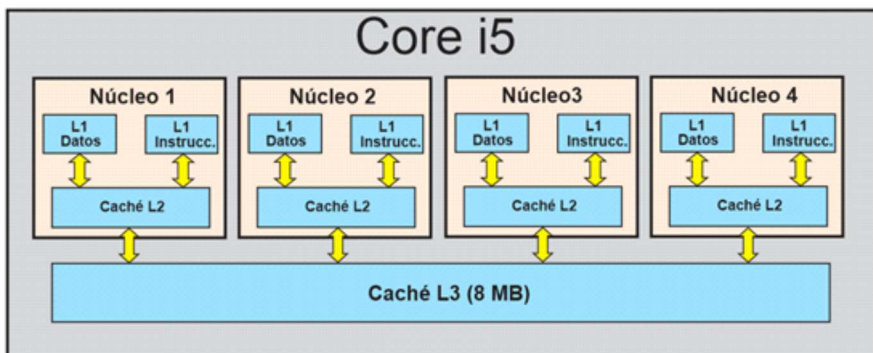 Core i5
Núcleo 1
L1
Datos
L1
Instrucc.
Caché L2
Núcleo 2
L1
Datos
L1
Instrucc.
Caché L2
Núcleo3
L1
Datos
L1
Instrucc.
Caché L2
Núcleo 4
L1
Datos
L1
Instrucc.
Caché L2
Caché L3 (8 MB)